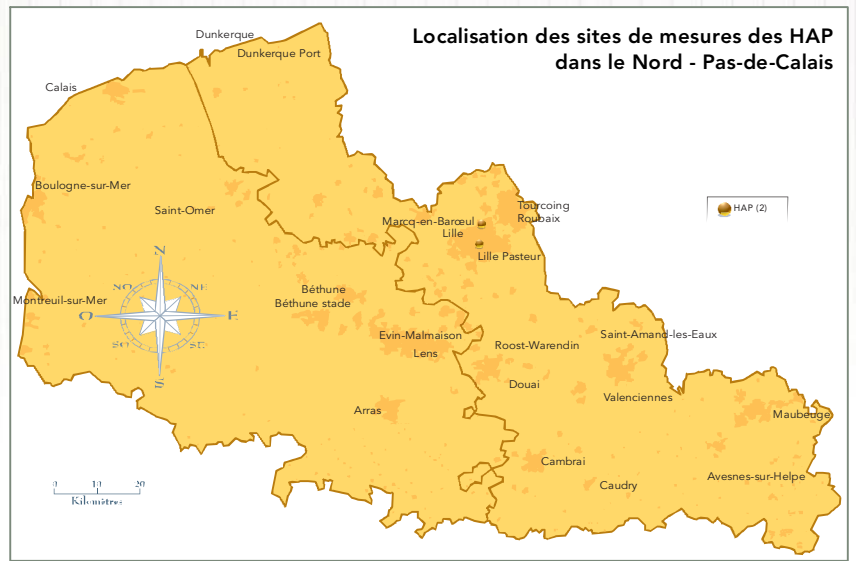 Localisation des sites de mesures des HAP
dans le Nord - Pas-de-Calais
Dunkerque
Dunkerque Port
Calais
Boulogne-sur-Mer
Saint-Omer
Tourcoing
Roubaix
Marcq-en-Barœul
Lille
HAP (2)
Lille Pasteur
N
NO
NE
O
E
SO
SE
S
Montreuil-sur-Mer
Béthune
Béthune stade
Evin-Malmaison
Lens
Roost-Warendin
Saint-Amand-les-Eaux
Douai
Valenciennes
Arras
Maubeuge
Cambrai
Caudry
Avesnes-sur-Helpe
0 10 20
Kilomètres